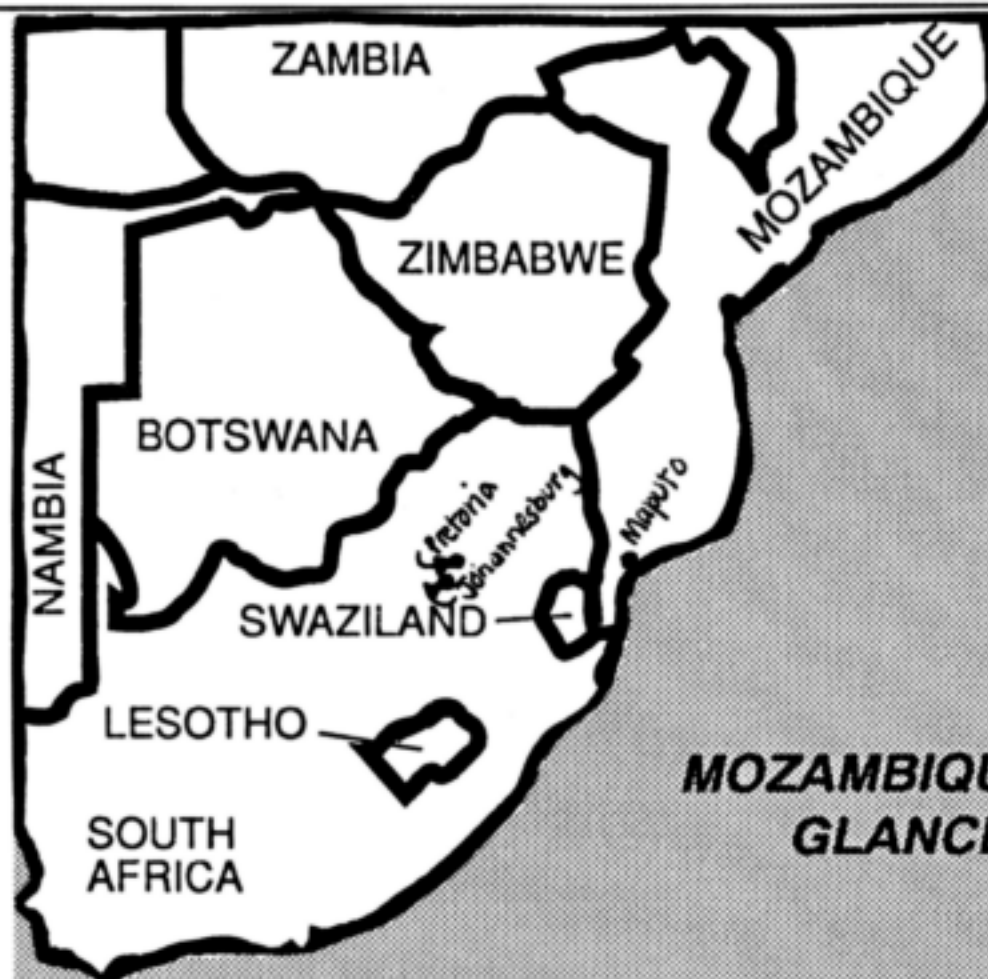 ZAMBIA
MOZAMBIQUE
ZIMBABWE
BOTSWANA
NAMBIA
Pretoria
Johannesburg
Maputo
SWAZILAND
LESOTHO
SOUTH
AFRICA
MOZAMBIQU
GLANC